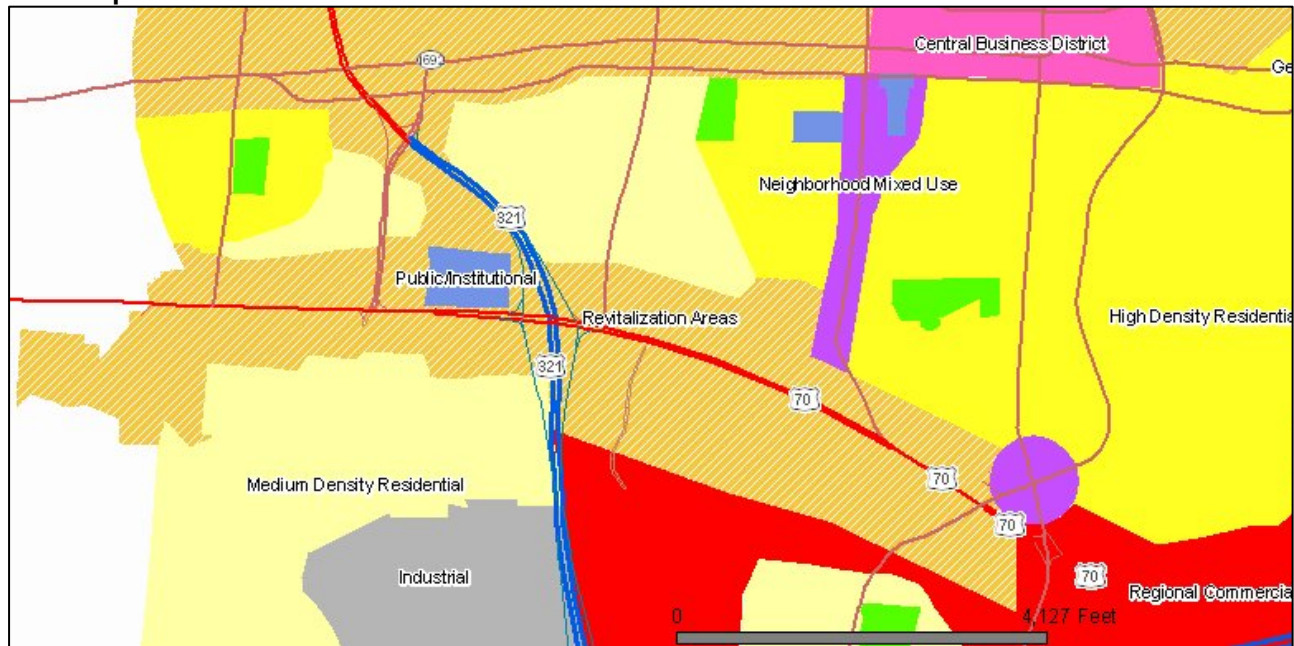 Central Business District
1692
Ge
Neighborhood Mixed Use
321
Public/Institutional
Revitalization Areas
High Density Residentia
321
70
Medium Density Residential
70
70
Industrial
70
Regional Commercia
0
4,127 Feet